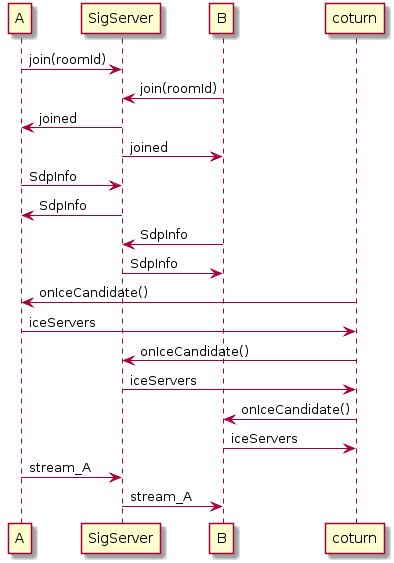 A SigServer B coturn
join(roomId)
join(roomId)
joined
joined
SdpInfo
SdpInfo
SdpInfo
SdpInfo
onIceCandidate()
iceServers
onIceCandidate()
iceServers
onIceCandidate()
iceServers
stream_A
stream_A
A SigServer B coturn